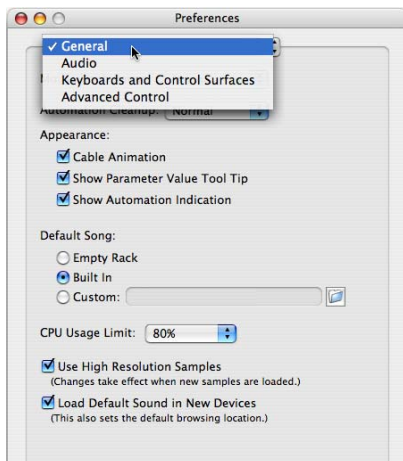 Preferences
✓ General
Audio
Keyboards and Control Surfaces
Advanced Control
Automation Cleanup: Normal
Appearance:
Cable Animation
Show Parameter Value Tool Tip
Show Automation Indication
Default Song:
Empty Rack
Built In
Custom:
CPU Usage Limit: 80%
Use High Resolution Samples
(Changes take effect when new samples are loaded.)
Load Default Sound in New Devices
(This also sets the default browsing location.)